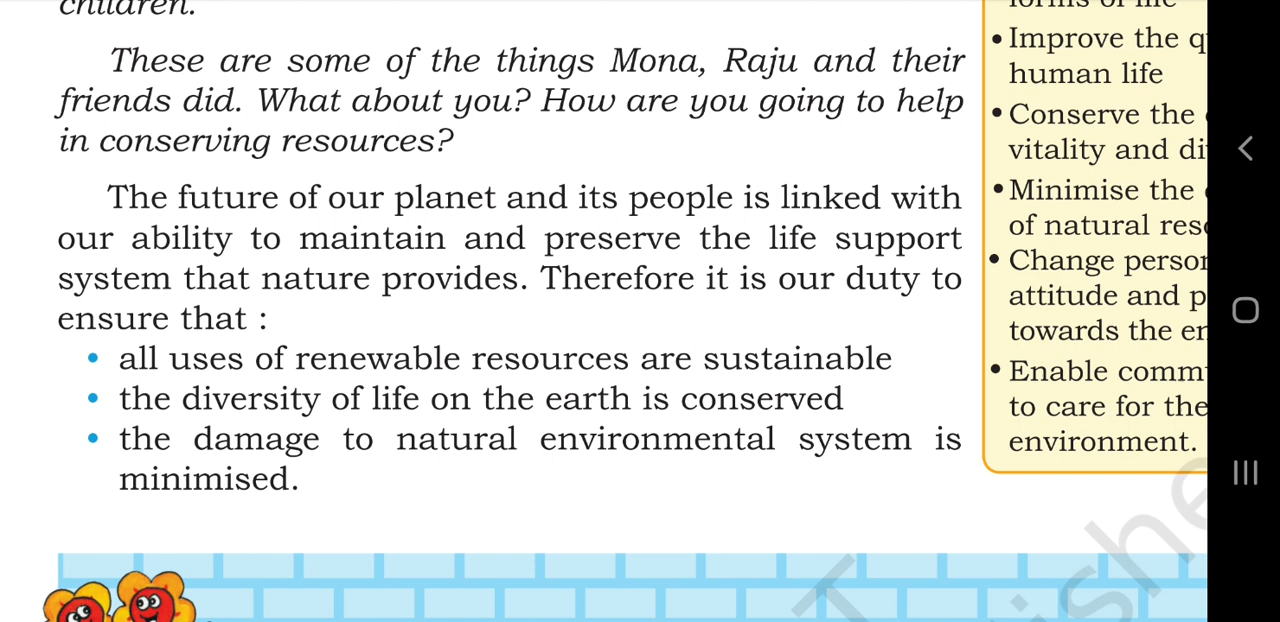 children.
These are some of the things Mona, Raju and their
friends did. What about you? How are you going to help
in conserving resources?
The future of our planet and its people is linked with
our ability to maintain and preserve the life support
system that nature provides. Therefore it is our duty to
ensure that :
• all uses of renewable resources are sustainable
• the diversity of life on the earth is conserved
• the damage to natural environmental system is
minimised.
forms of life
• Improve the
human life
• Conserve the
vitality and
• Minimise the
of natural
• Change
attitude and
towards the
• Enable
to care for the
environment.